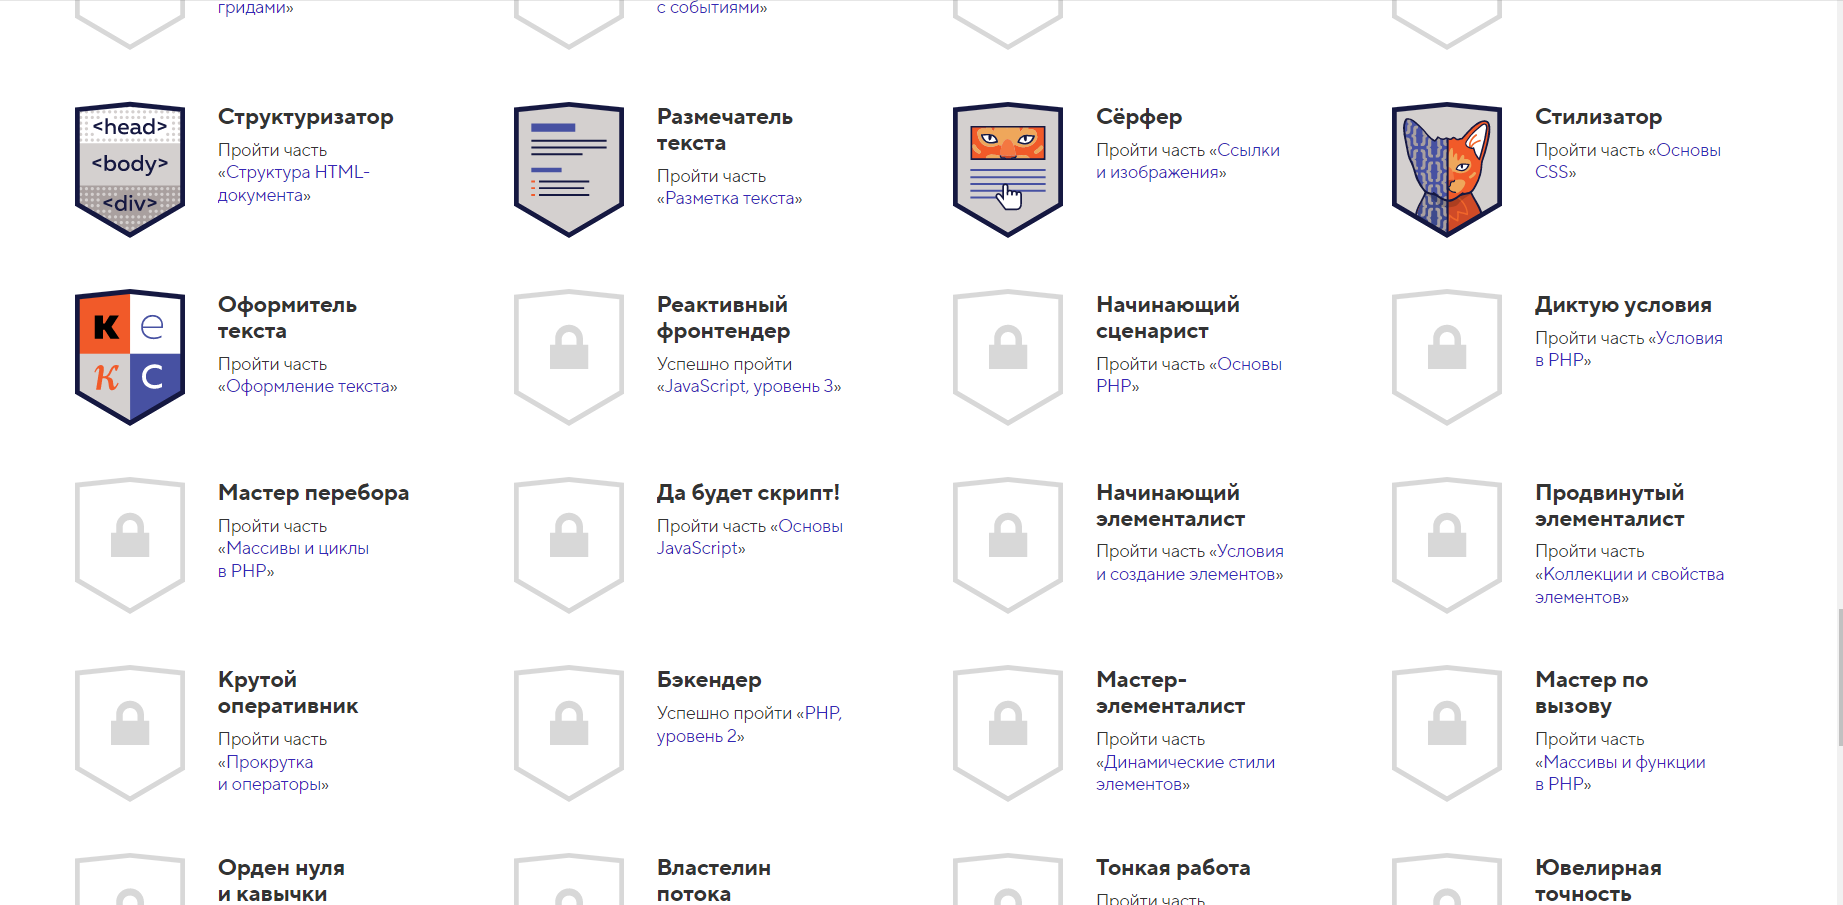 гридами»
с событиями»
<head>
<body>
<div>
Структуризатор
Пройти часть
«Структура HTML-
документа»
Размечатель
текста
Пройти часть
«Разметка текста»
Сёрфер
Пройти часть «Ссылки
и изображения»
Стилизатор
Пройти часть «Основы
CSS»
к е
к с
Оформитель
текста
Пройти часть
«Оформление текста»
Реактивный
фронтендер
Успешно пройти
«JavaScript, уровень 3»
Начинающий
сценарист
Пройти часть «Основы
PHP»
Диктую условия
Пройти часть «Условия
в PHP»
Мастер перебора
Пройти часть
«Массивы и циклы
в PHP»
Да будет скрипт!
Пройти часть «Основы
JavaScript»
Начинающий
элементалист
Пройти часть «Условия
и создание элементов»
Продвинутый
элементалист
Пройти часть
«Коллекции и свойства
элементов»
Крутой
оперативник
Пройти часть
«Прокрутка
и операторы»
Бэкендер
Успешно пройти «PHP,
уровень 2»
Мастер-
элементалист
Пройти часть
«Динамические стили
элементов»
Мастер по
вызову
Пройти часть
«Массивы и функции
в PHP»
Орден нуля
и кавычки
Властелин
потока
Тонкая работа
Пройти часть
Ювелирная
точность